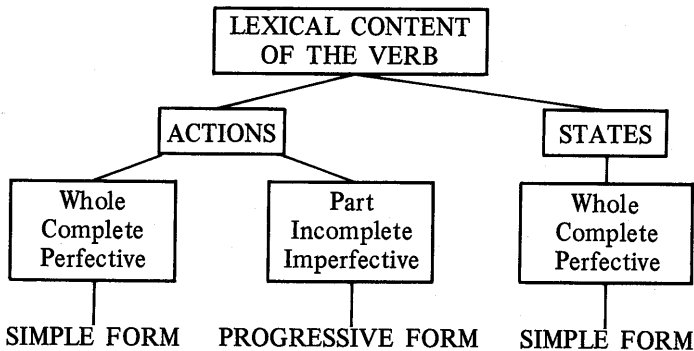 LEXICAL CONTENT
OF THE VERB
ACTIONS
STATES
Whole
Complete
Perfective
Part
Incomplete
Imperfective
Whole
Complete
Perfective
SIMPLE FORM
PROGRESSIVE FORM
SIMPLE FORM